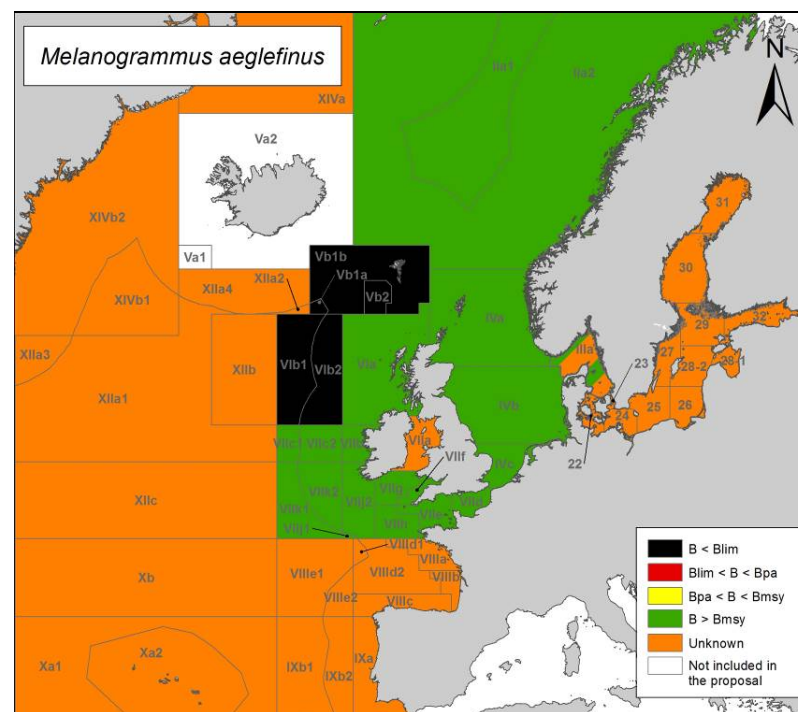 Melanogrammus aeglefinus
N
IIa1
IIa2
XIVa
Va2
XIVb2
Va1
Vb1b
Vb1a
Vb2
XIIa2
XIIa4
XIVb1
XIIa3
XIIa1
XIIb
VIb1
VIb2
VIa
IVa
IVb
IVc
IIIa
31
30
29
32
27
28-2
28-1
23
24
25
26
22
VIIa
VIIc1
VIIc2
VIIb
VIIf
VIIg
VIIk2
VIIj2
VIIk1
VIIh
VIIe
VIId
VIIj1
XIIc
VIIId1
VIIIa
VIIIb
VIIId2
VIIIe1
VIIIe2
VIIIc
Xb
Xa1
Xa2
IXb1
IXb2
IXa
B < Blim
Blim < B < Bpa
Bpa < B < Bmsy
B > Bmsy
Unknown
Not included in
the proposal